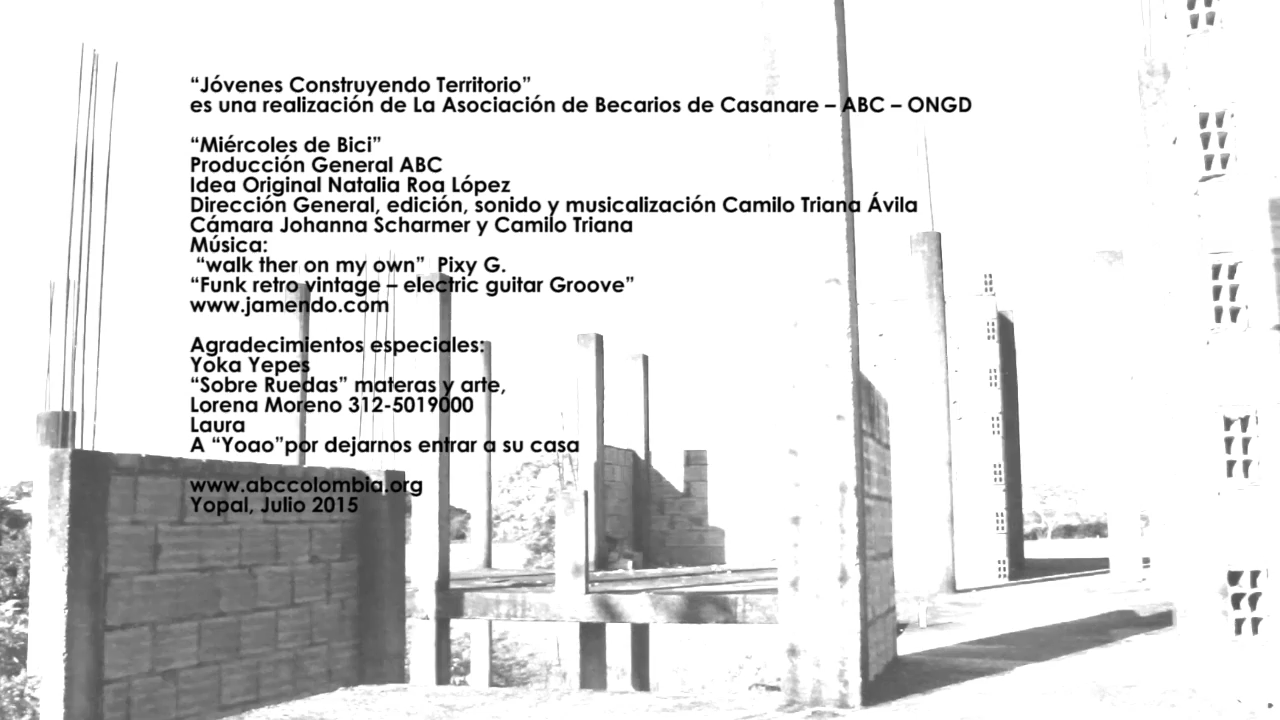 “Jóvenes Construyendo Territorio”
es una realización de La Asociación de Becarios de Casanare – ABC – ONGD
“Miércoles de Bici”
Producción General ABC
Idea Original Natalia Roa López
Dirección General, edición, sonido y musicalización Camilo Triana Ávila
Cámara Johanna Scharmer y Camilo Triana
Música:
“walk ther on my own” Pixy G.
“Funk retro vintage – electric guitar Groove”
www.jamendo.com
Agradecimientos especiales:
Yoka Yepes
“Sobre Ruedas” materas y arte,
Lorena Moreno 312-5019000
Laura
A “Yoao”por dejarnos entrar a su casa
www.abccolombia.org
Yopal, Julio 2015